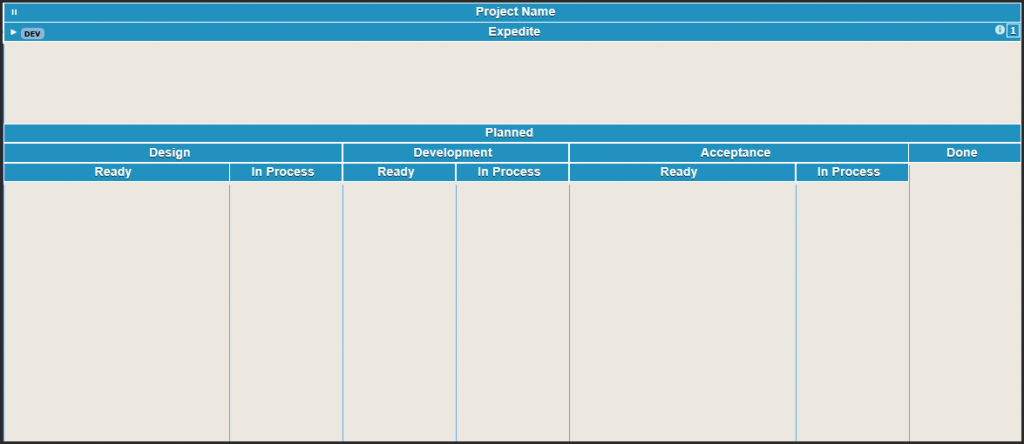 Project Name
DEV Expedite 1
Planned
Design Development Acceptance Done
Ready In Process Ready In Process Ready In Process